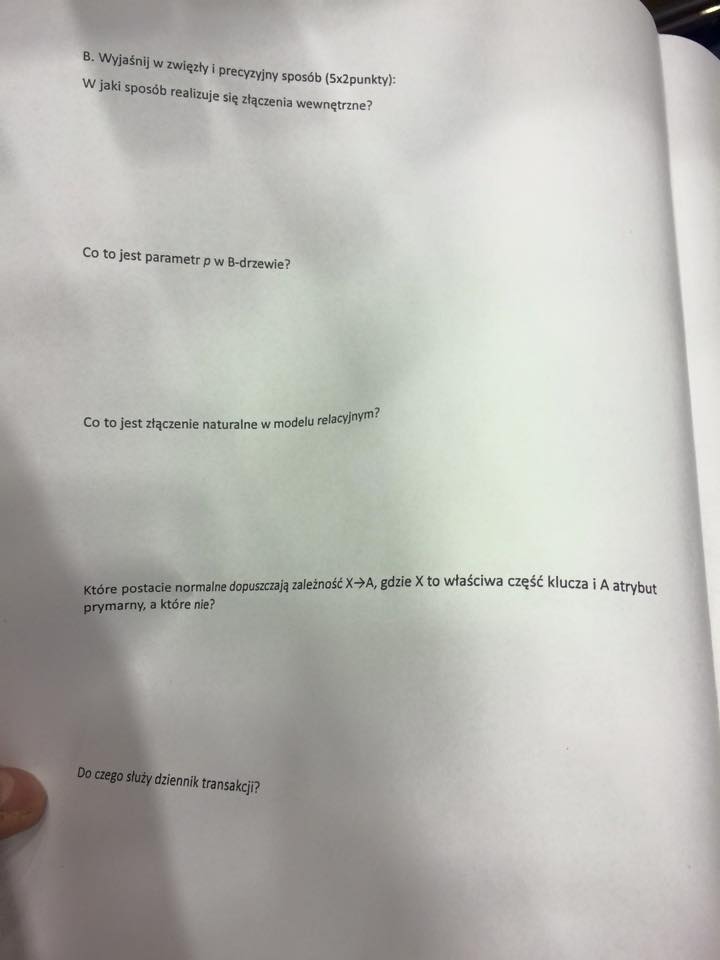 B. Wyjaśnij w zwięzły i precyzyjny sposób (5x2punkty):
W jaki sposób realizuje się złączenia wewnętrzne?
Co to jest parametr p w B-drzewie?
Co to jest złączenie naturalne w modelu relacyjnym?
Które postacie normalne dopuszczają zależność X→A, gdzie X to właściwa część klucza i A atrybut
prymarny, a które nie?
Do czego służy dziennik transakcji?